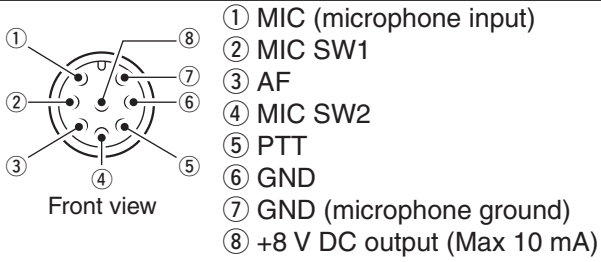 ① MIC (microphone input)
② MIC SW1
③ AF
④ MIC SW2
⑤ PTT
⑥ GND
⑦ GND (microphone ground)
⑧ +8 V DC output (Max 10 mA)
① ⑧
② ⑦
③ ⑥
④ ⑤
Front view